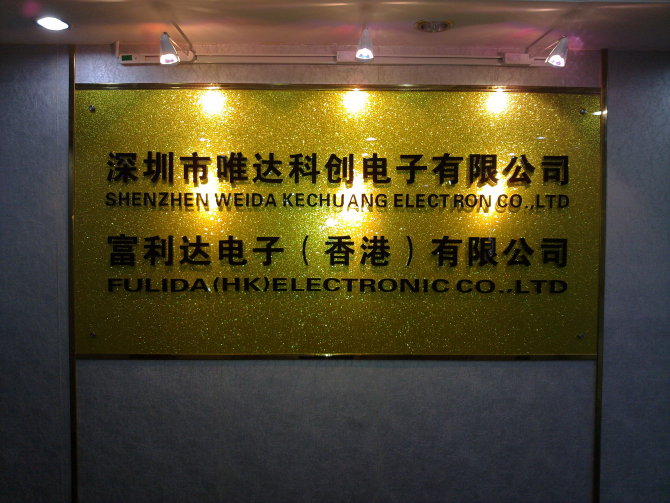 深圳市唯达科创电子有限公司
SHENZHEN WEIDA KECHUANG ELECTRON CO.,LTD
富利达电子(香港)有限公司
FULIDA(HK)ELECTRONIC CO..LTD